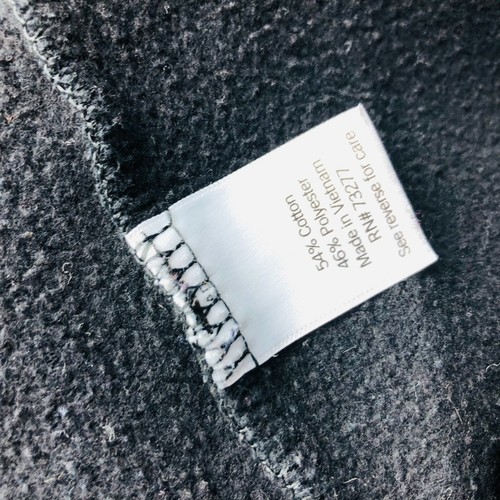 54% Cotton
46% Polyester
Made in Vietnam
RN# 73277
See reverse for care